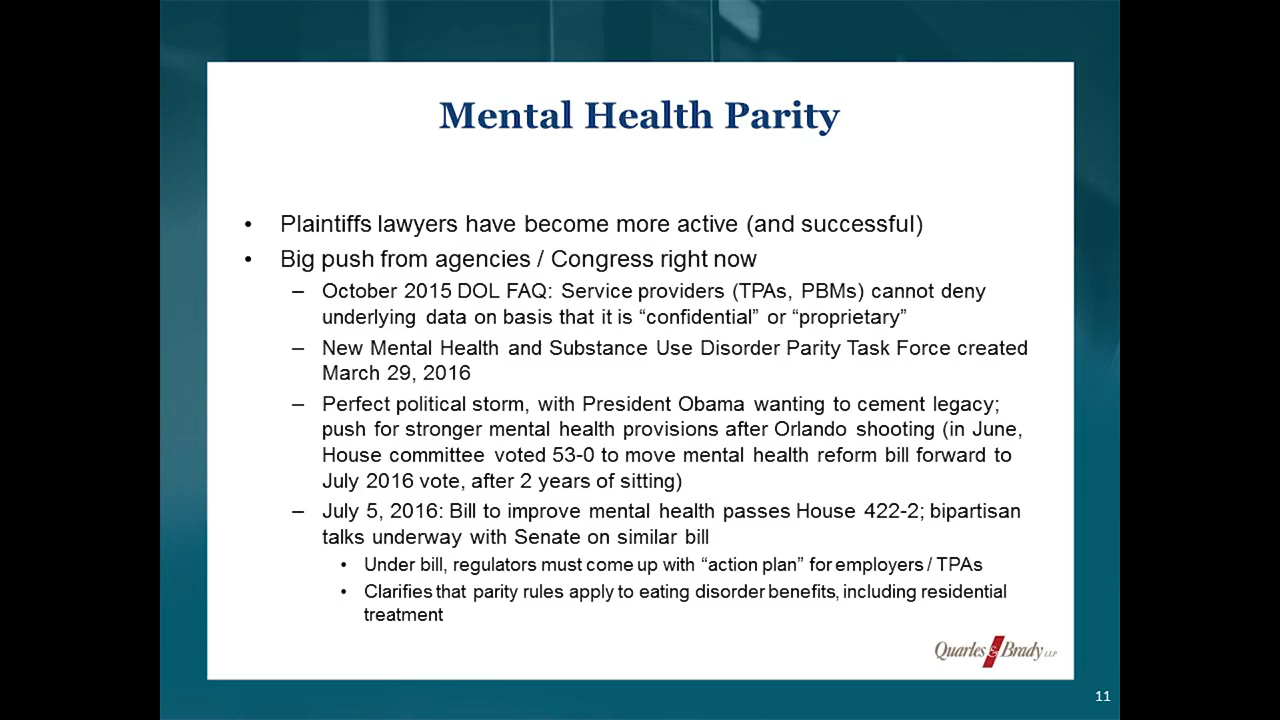 Mental Health Parity
• Plaintiffs lawyers have become more active (and successful)
• Big push from agencies / Congress right now
– October 2015 DOL FAQ: Service providers (TPAs, PBMs) cannot deny
underlying data on basis that it is “confidential” or “proprietary”
– New Mental Health and Substance Use Disorder Parity Task Force created
March 29, 2016
– Perfect political storm, with President Obama wanting to cement legacy;
push for stronger mental health provisions after Orlando shooting (in June,
House committee voted 53-0 to move mental health reform bill forward to
July 2016 vote, after 2 years of sitting)
– July 5, 2016: Bill to improve mental health passes House 422-2; bipartisan
talks underway with Senate on similar bill
• Under bill, regulators must come up with “action plan” for employers / TPAs
• Clarifies that parity rules apply to eating disorder benefits, including residential
treatment
Quarles & Brady LLP
11